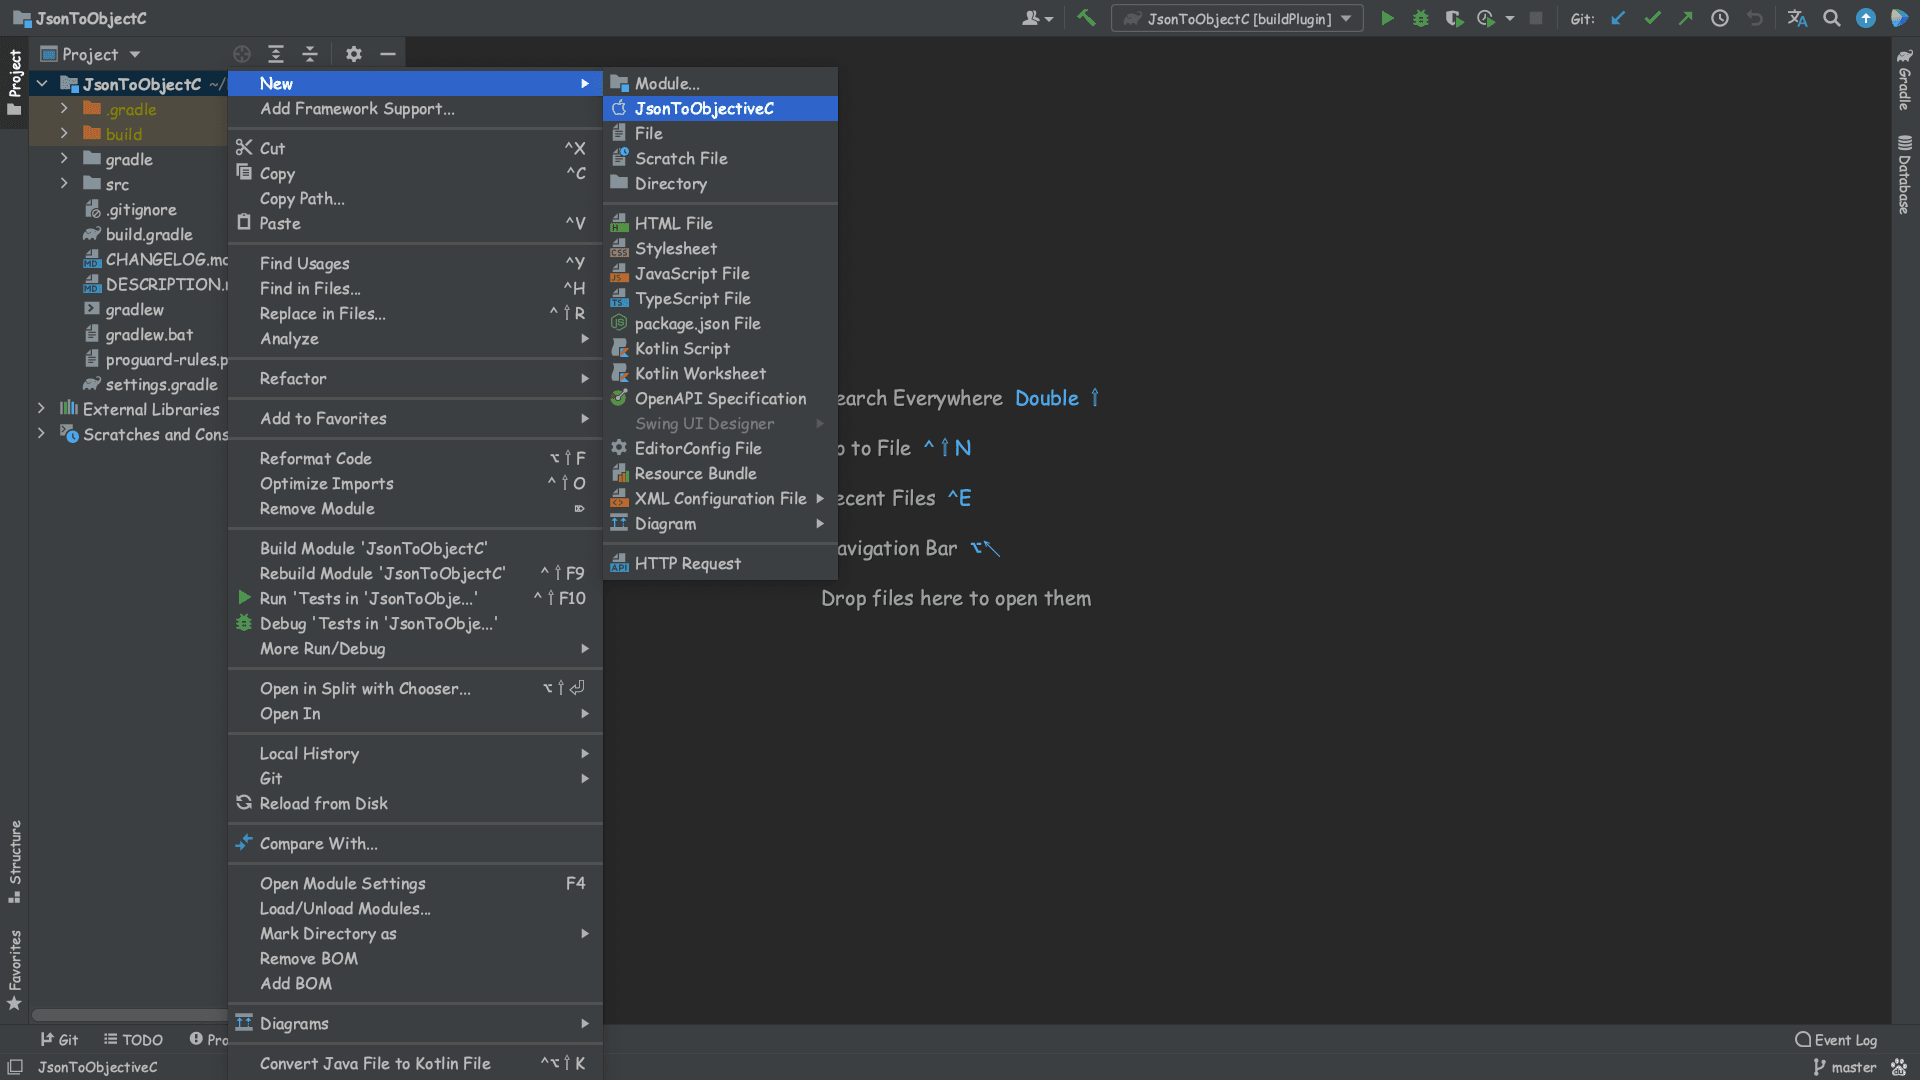 JsonToObjectC
JsonToObjectC [buildPlugin]
Git:
Project
Project
JsonToObjectC ~/
.gradle
build
gradle
src
.gitignore
build.gradle
CHANGELOG.mc
DESCRIPTION.
gradlew
gradlew.bat
proguard-rules.p
settings.gradle
External Libraries
Scratches and Cons
New
Add Framework Support...
Cut ^X
Copy ^C
Copy Path...
Paste ^V
Find Usages ^Y
Find in Files... ^H
Replace in Files... ^⇧R
Analyze
Refactor
Add to Favorites
Reformat Code ⌥⇧F
Optimize Imports ^⇧O
Remove Module ⌦
Build Module 'JsonToObjectC'
Rebuild Module 'JsonToObjectC' ^⇧F9
Run 'Tests in 'JsonToObje...' ^⇧F10
Debug 'Tests in 'JsonToObje...'
More Run/Debug
Open in Split with Chooser... ⌥⇧⏎
Open In
Local History
Git
Reload from Disk
Compare With...
Open Module Settings F4
Load/Unload Modules...
Mark Directory as
Remove BOM
Add BOM
Diagrams
Convert Java File to Kotlin File ^⌥⇧K
Module...
JsonToObjectiveC
File
Scratch File
Directory
HTML File
Stylesheet
JavaScript File
TypeScript File
package.json File
Kotlin Script
Kotlin Worksheet
OpenAPI Specification
Swing UI Designer
EditorConfig File
Resource Bundle
XML Configuration File
Diagram
HTTP Request
earch Everywhere Double ⇧
o to File ^⇧N
ecent Files ^E
avigation Bar ⌥↖
Drop files here to open them
Gradle
Database
Structure
Favorites
Git
TODO
Pro
Event Log
JsonToObjectiveC
master